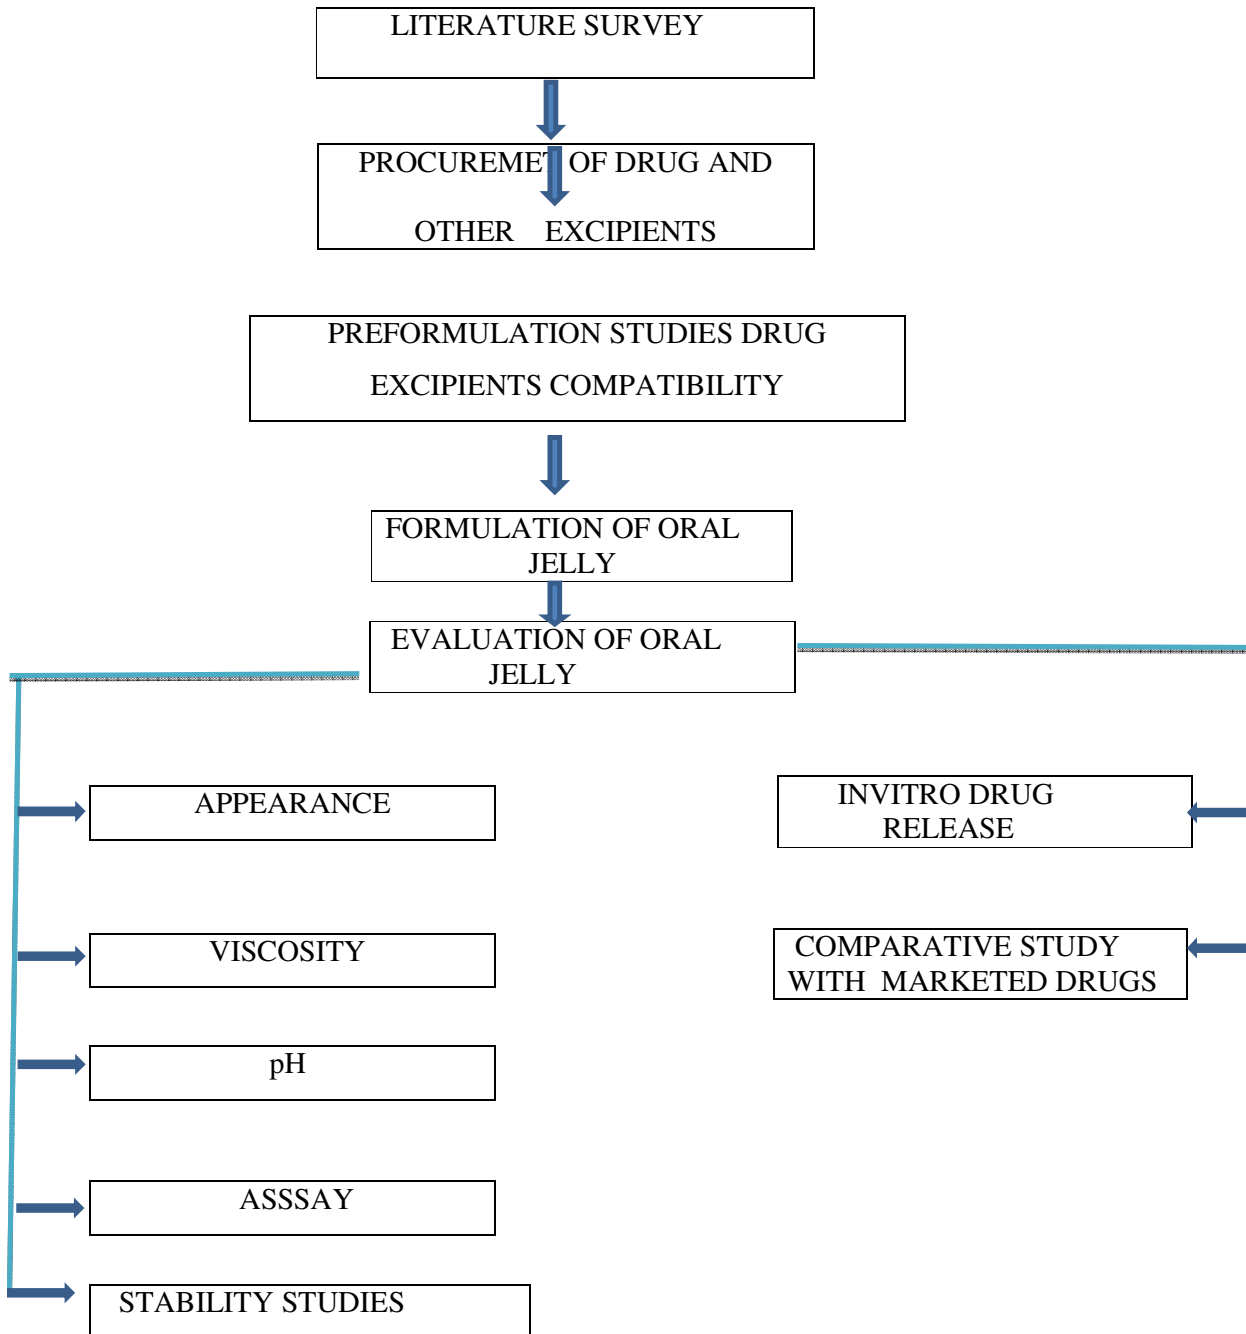 LITERATURE SURVEY
PROCUREMET OF DRUG AND
OTHER EXCIPIENTS
PREFORMULATION STUDIES DRUG
EXCIPIENTS COMPATIBILITY
FORMULATION OF ORAL
JELLY
EVALUATION OF ORAL
JELLY
APPEARANCE
VISCOSITY
pH
ASSSAY
STABILITY STUDIES
INVITRO DRUG
RELEASE
COMPARATIVE STUDY
WITH MARKETED DRUGS